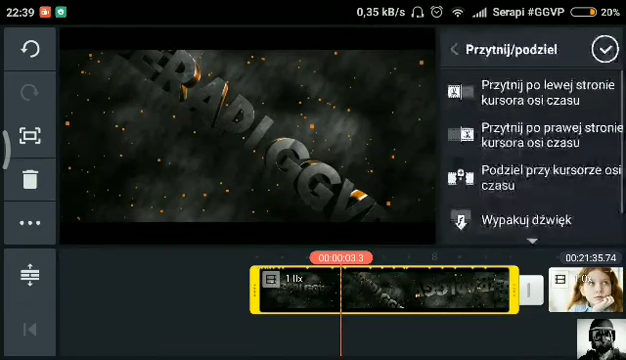 22:39
0,35 kB/s
Serapi #GGVP
20%
Przytnij/podziel
Przytnij po lewej stronie
kursora osi czasu
Przytnij po prawej stronie
kursora osi czasu
Podziel przy kursorze osi
czasu
Wypakuj dźwięk
ERAPI GGVP
00:00:03.3
00:21:35.74